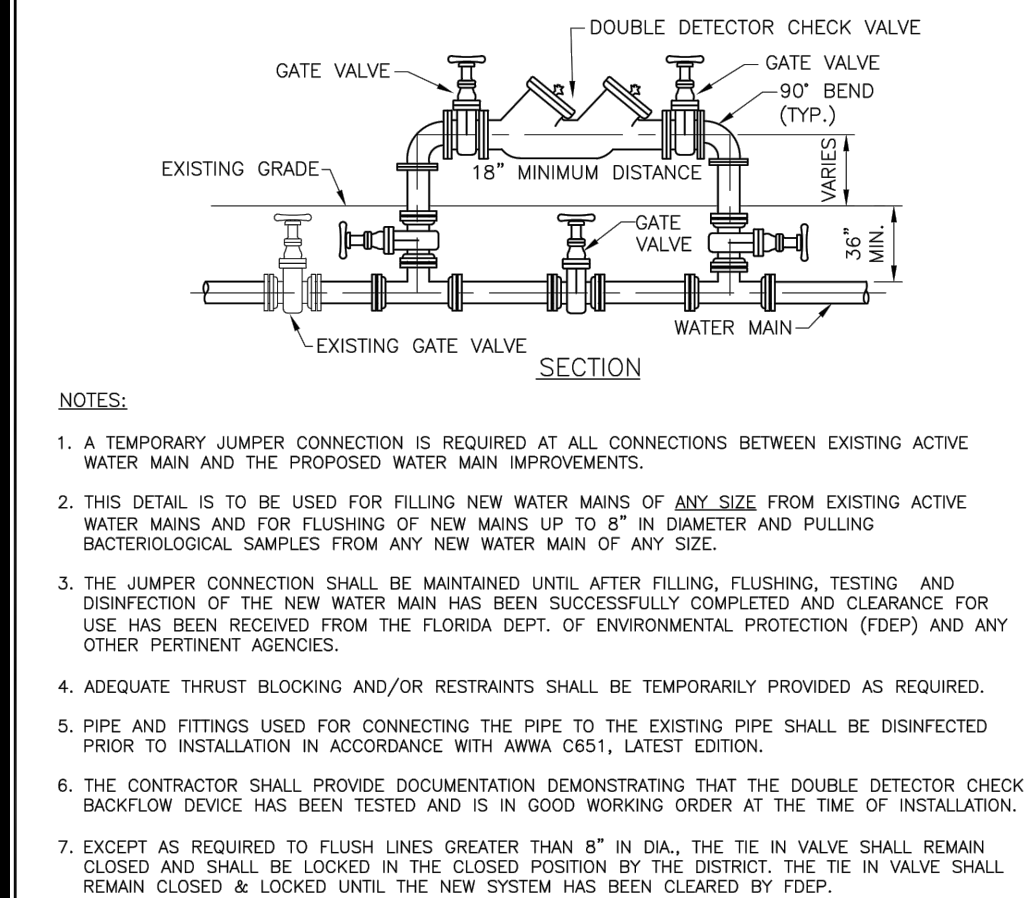 DOUBLE DETECTOR CHECK VALVE
GATE VALVE
GATE VALVE
90° BEND
(TYP.)
EXISTING GRADE
18" MINIMUM DISTANCE
VARIES
GATE
VALVE
36"
MIN.
WATER MAIN
EXISTING GATE VALVE
SECTION
NOTES:
1. A TEMPORARY JUMPER CONNECTION IS REQUIRED AT ALL CONNECTIONS BETWEEN EXISTING ACTIVE
WATER MAIN AND THE PROPOSED WATER MAIN IMPROVEMENTS.
2. THIS DETAIL IS TO BE USED FOR FILLING NEW WATER MAINS OF ANY SIZE FROM EXISTING ACTIVE
WATER MAINS AND FOR FLUSHING OF NEW MAINS UP TO 8" IN DIAMETER AND PULLING
BACTERIOLOGICAL SAMPLES FROM ANY NEW WATER MAIN OF ANY SIZE.
3. THE JUMPER CONNECTION SHALL BE MAINTAINED UNTIL AFTER FILLING, FLUSHING, TESTING AND
DISINFECTION OF THE NEW WATER MAIN HAS BEEN SUCCESSFULLY COMPLETED AND CLEARANCE FOR
USE HAS BEEN RECEIVED FROM THE FLORIDA DEPT. OF ENVIRONMENTAL PROTECTION (FDEP) AND ANY
OTHER PERTINENT AGENCIES.
4. ADEQUATE THRUST BLOCKING AND/OR RESTRAINTS SHALL BE TEMPORARILY PROVIDED AS REQUIRED.
5. PIPE AND FITTINGS USED FOR CONNECTING THE PIPE TO THE EXISTING PIPE SHALL BE DISINFECTED
PRIOR TO INSTALLATION IN ACCORDANCE WITH AWWA C651, LATEST EDITION.
6. THE CONTRACTOR SHALL PROVIDE DOCUMENTATION DEMONSTRATING THAT THE DOUBLE DETECTOR CHECK
BACKFLOW DEVICE HAS BEEN TESTED AND IS IN GOOD WORKING ORDER AT THE TIME OF INSTALLATION.
7. EXCEPT AS REQUIRED TO FLUSH LINES GREATER THAN 8" IN DIA., THE TIE IN VALVE SHALL REMAIN
CLOSED AND SHALL BE LOCKED IN THE CLOSED POSITION BY THE DISTRICT. THE TIE IN VALVE SHALL
REMAIN CLOSED & LOCKED UNTIL THE NEW SYSTEM HAS BEEN CLEARED BY FDEP.